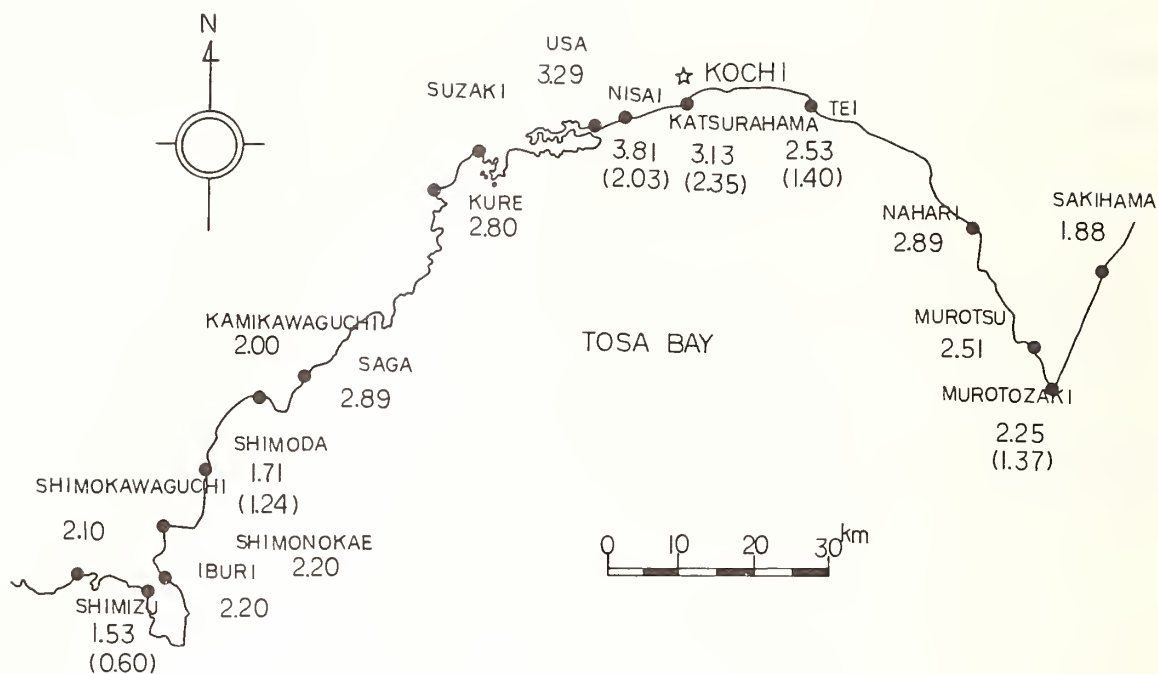 N
USA
3.29
SUZAKI
☆ KOCHI
NISAI
TEI
KATSURAHAMA
3.81
(2.03)
3.13
(2.35)
2.53
(1.40)
KURE
2.80
NAHARI
2.89
SAKIHAMA
1.88
KAMIKAWAGUCHI
2.00
TOSA BAY
MUROTSU
2.51
SAGA
2.89
MUROTOZAKI
2.25
(1.37)
SHIMODA
1.71
(1.24)
SHIMOKAWAGUCHI
2.10
SHIMONOKAE
2.20
IBURI
2.20
SHIMIZU
1.53
(0.60)
0 10 20 30 km